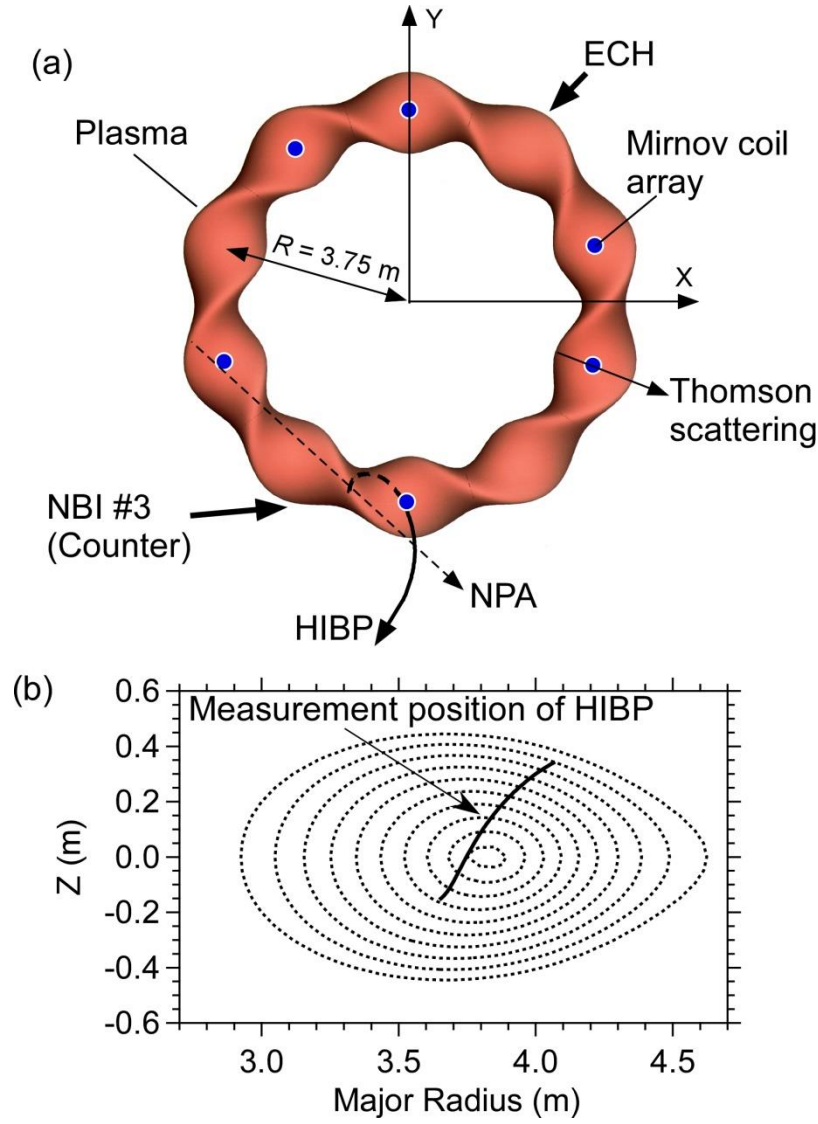 (a)
Y
ECH
Plasma
Mirnov coil
array
R = 3.75 m
X
Thomson
scattering
NBI #3
(Counter)
NPA
HIBP
(b)
0.6
Measurement position of HIBP
0.4
0.2
0.0
-0.2
-0.4
-0.6
Z (m)
3.0 3.5 4.0 4.5
Major Radius (m)